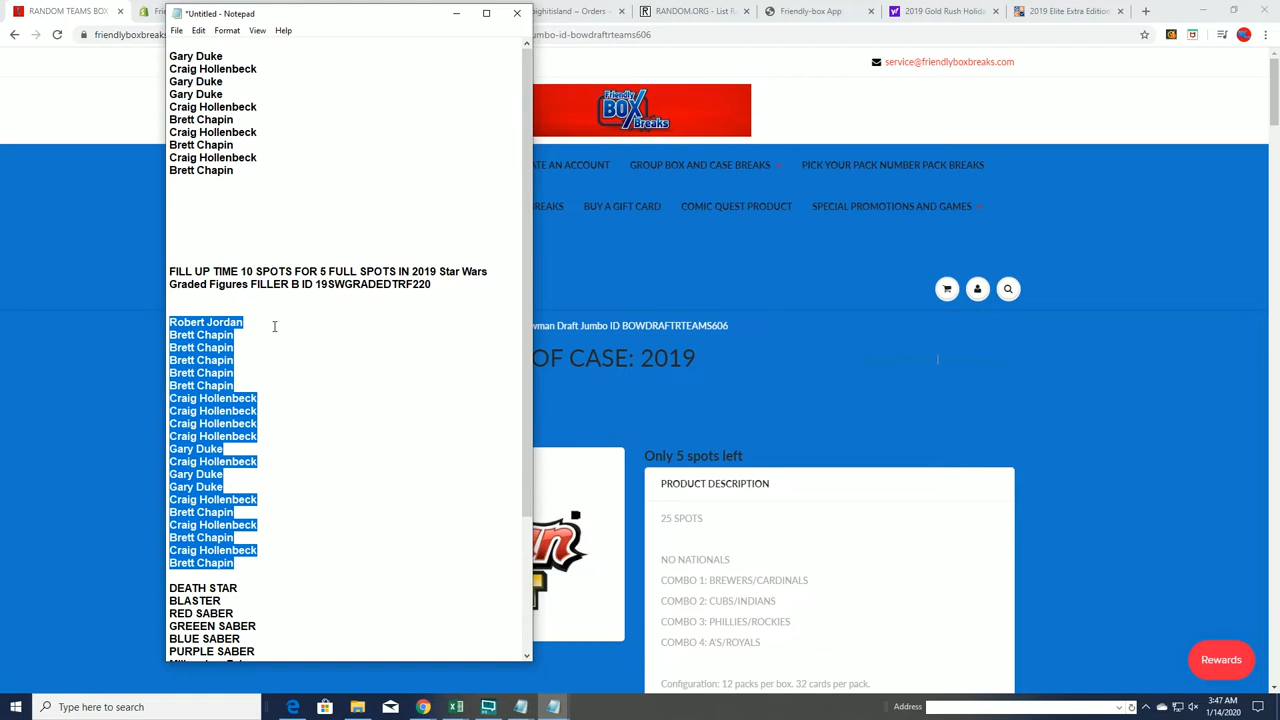 RANDOM TEAMS BOX
nightisland ~ Orders -
RANDOM.ORG - List Ra
Friendly-box App
2019 Gold Rush Holida
2019 Elite Extra Edition
*Untitled - Notepad
File Edit Format View Help
friendlyboxbreaks
umbo-id-bowdraftrteams606
service@friendlyboxbreaks.com
Friendly
BOX
Breaks
ATE AN ACCOUNT
GROUP BOX AND CASE BREAKS
PICK YOUR PACK NUMBER PACK BREAKS
REAKS
BUY A GIFT CARD
COMIC QUEST PRODUCT
SPECIAL PROMOTIONS AND GAMES
Gary Duke
Craig Hollenbeck
Gary Duke
Gary Duke
Craig Hollenbeck
Brett Chapin
Craig Hollenbeck
Brett Chapin
Craig Hollenbeck
Brett Chapin
FILL UP TIME 10 SPOTS FOR 5 FULL SPOTS IN 2019 Star Wars
Graded Figures FILLER B ID 19SWGRADEDTRF220
Robert Jordan
Brett Chapin
Brett Chapin
Brett Chapin
Brett Chapin
Brett Chapin
Craig Hollenbeck
Craig Hollenbeck
Craig Hollenbeck
Craig Hollenbeck
Gary Duke
Craig Hollenbeck
Gary Duke
Gary Duke
Craig Hollenbeck
Brett Chapin
Craig Hollenbeck
Brett Chapin
Craig Hollenbeck
Brett Chapin
DEATH STAR
BLASTER
RED SABER
GREEEN SABER
BLUE SABER
PURPLE SABER
wman Draft Jumbo ID BOWDRAFTRTEAMS606
OF CASE: 2019
Only 5 spots left
PRODUCT DESCRIPTION
25 SPOTS
NO NATIONALS
COMBO 1: BREWERS/CARDINALS
COMBO 2: CUBS/INDIANS
COMBO 3: PHILLIES/ROCKIES
COMBO 4: A'S/ROYALS
Configuration: 12 packs per box. 32 cards per pack.
Rewards
Type here to search
Address
3:47 AM
1/14/2020